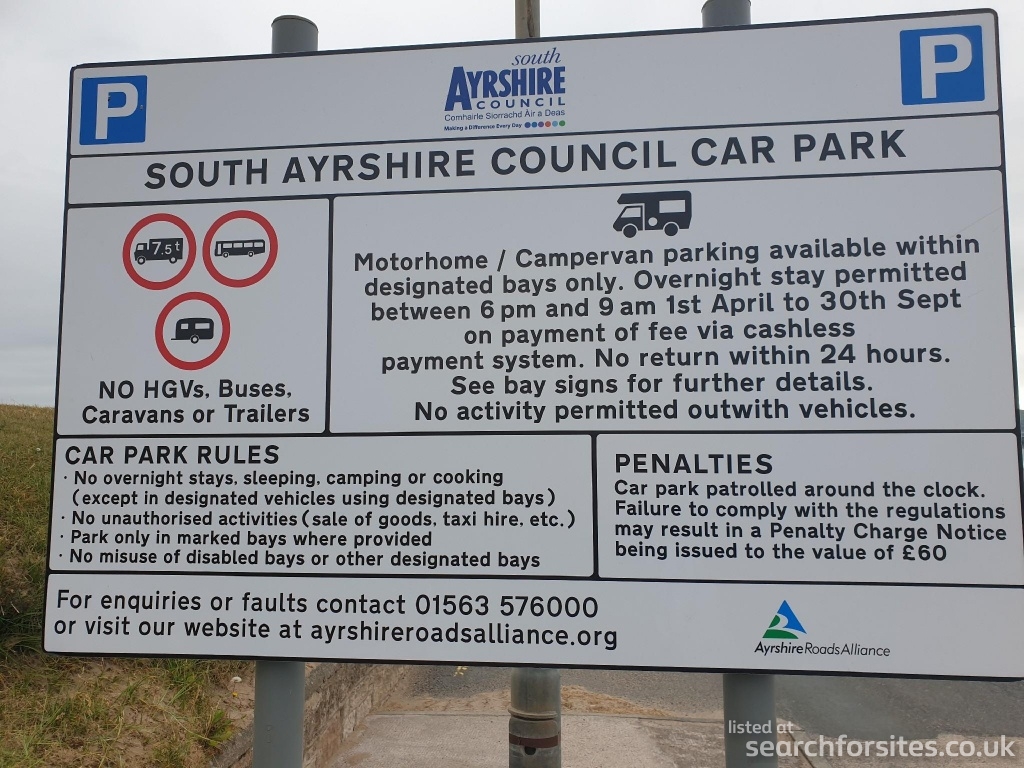 P
south
AYRSHIRE
COUNCIL
Comhairle Siorrachd Àir a Deas
Making a Difference Every Day
P
SOUTH AYRSHIRE COUNCIL CAR PARK
7.5t
NO HGVs, Buses,
Caravans or Trailers
Motorhome / Campervan parking available within
designated bays only. Overnight stay permitted
between 6pm and 9am 1st April to 30th Sept
on payment of fee via cashless
payment system. No return within 24 hours.
See bay signs for further details.
No activity permitted outwith vehicles.
CAR PARK RULES
· No overnight stays, sleeping, camping or cooking
(except in designated vehicles using designated bays)
· No unauthorised activities (sale of goods, taxi hire, etc.)
· Park only in marked bays where provided
· No misuse of disabled bays or other designated bays
PENALTIES
Car park patrolled around the clock.
Failure to comply with the regulations
may result in a Penalty Charge Notice
being issued to the value of £60
For enquiries or faults contact 01563 576000
or visit our website at ayrshireroadsalliance.org
AyrshireRoadsAlliance
listed at
searchforsites.co.uk